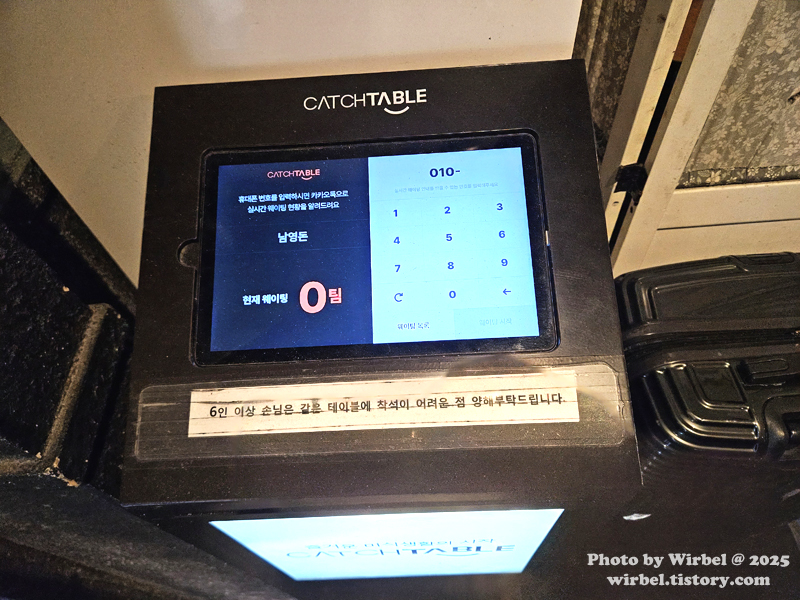 CATCHTABLE
CATCHTABLE
휴대폰 번호를 입력하시면 카카오톡으로
실시간 웨이팅 현황을 알려드려요
남영돈
현재 웨이팅 0팀
010-
1 2 3
4 5 6
7 8 9
0
웨이팅 목록
6인 이상 손님은 같은 테이블에 착석이 어려운 점 양해부탁드립니다.
CATCHTABLE
Photo by Wirbel @ 2025
wirbel.tistory.com